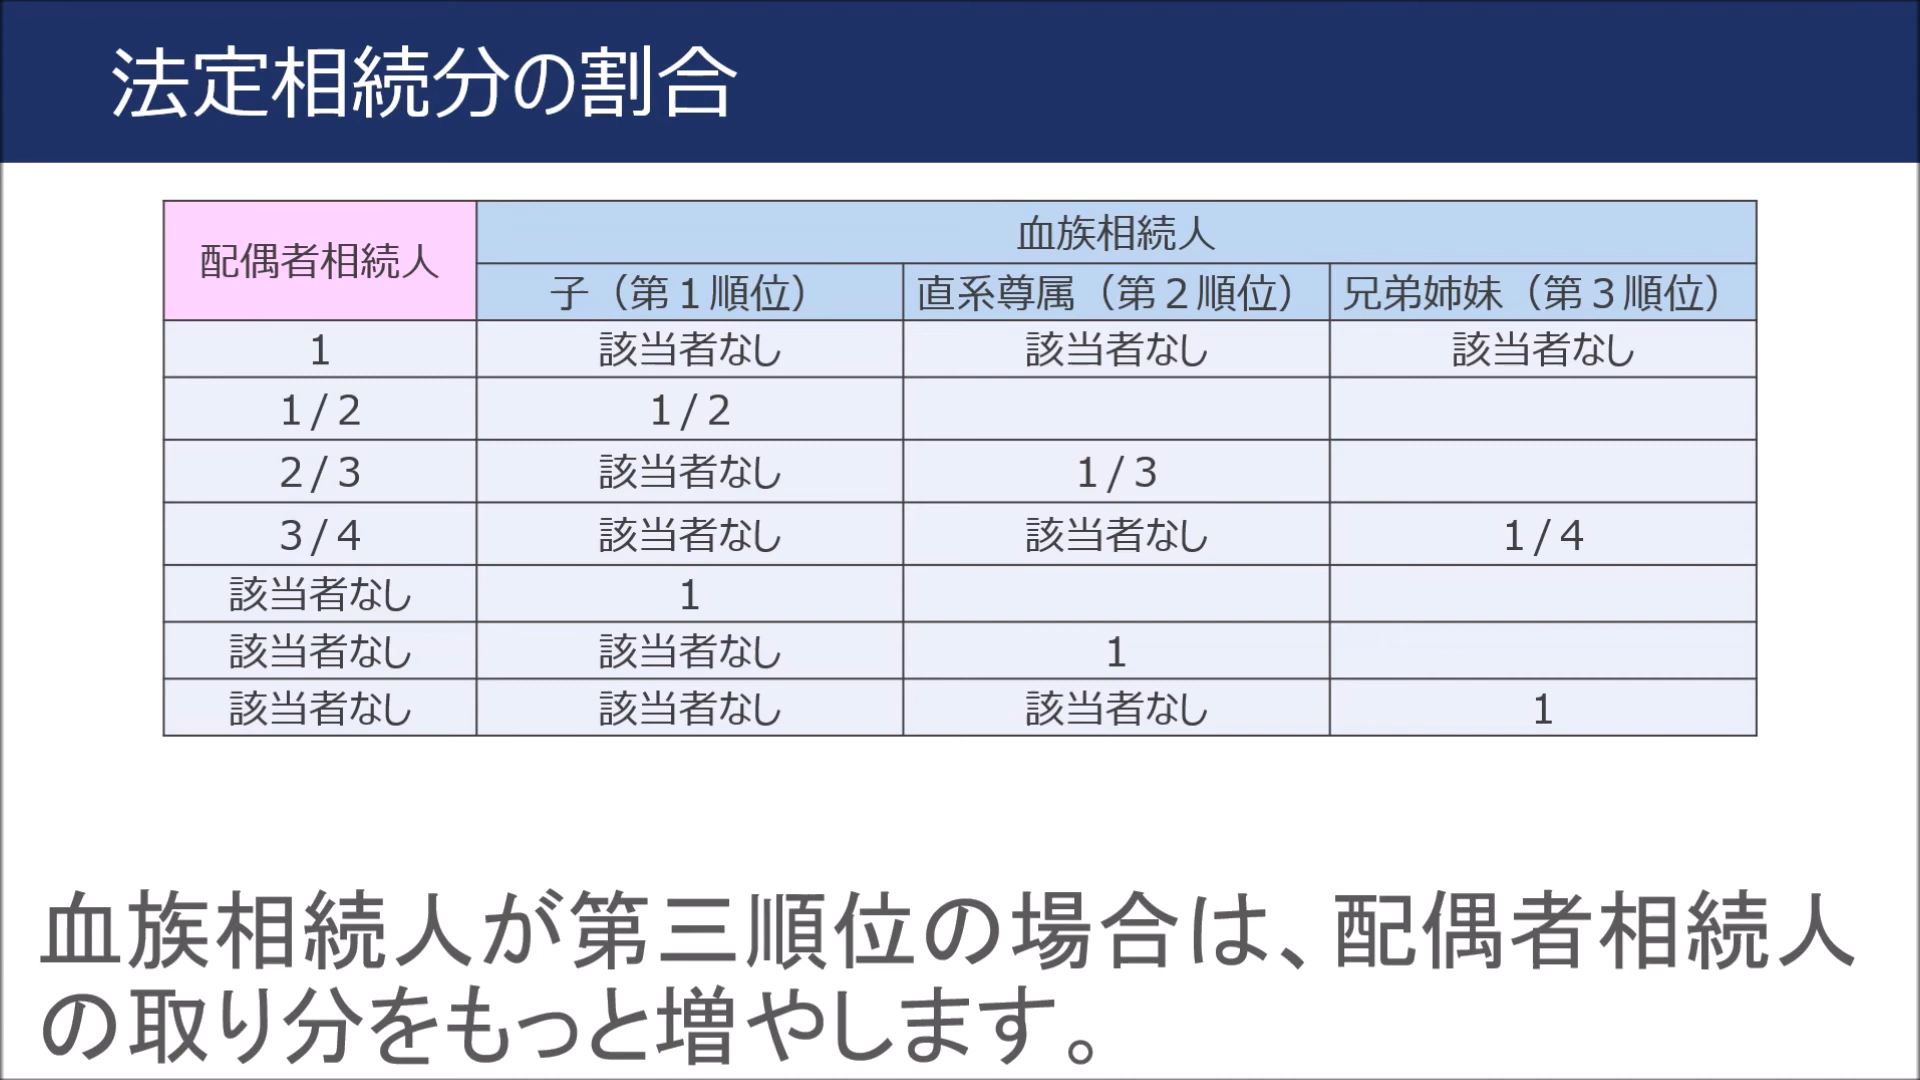 法定相続分の割合
配偶者相続人 血族相続人
子（第１順位） 直系尊属（第２順位） 兄弟姉妹（第３順位）
1 該当者なし 該当者なし 該当者なし
1/2 1/2
2/3 該当者なし 1/3
3/4 該当者なし 該当者なし 1/4
該当者なし 1
該当者なし 該当者なし 1
該当者なし 該当者なし 該当者なし 1
血族相続人が第三順位の場合は、配偶者相続人
の取り分をもっと増やします。